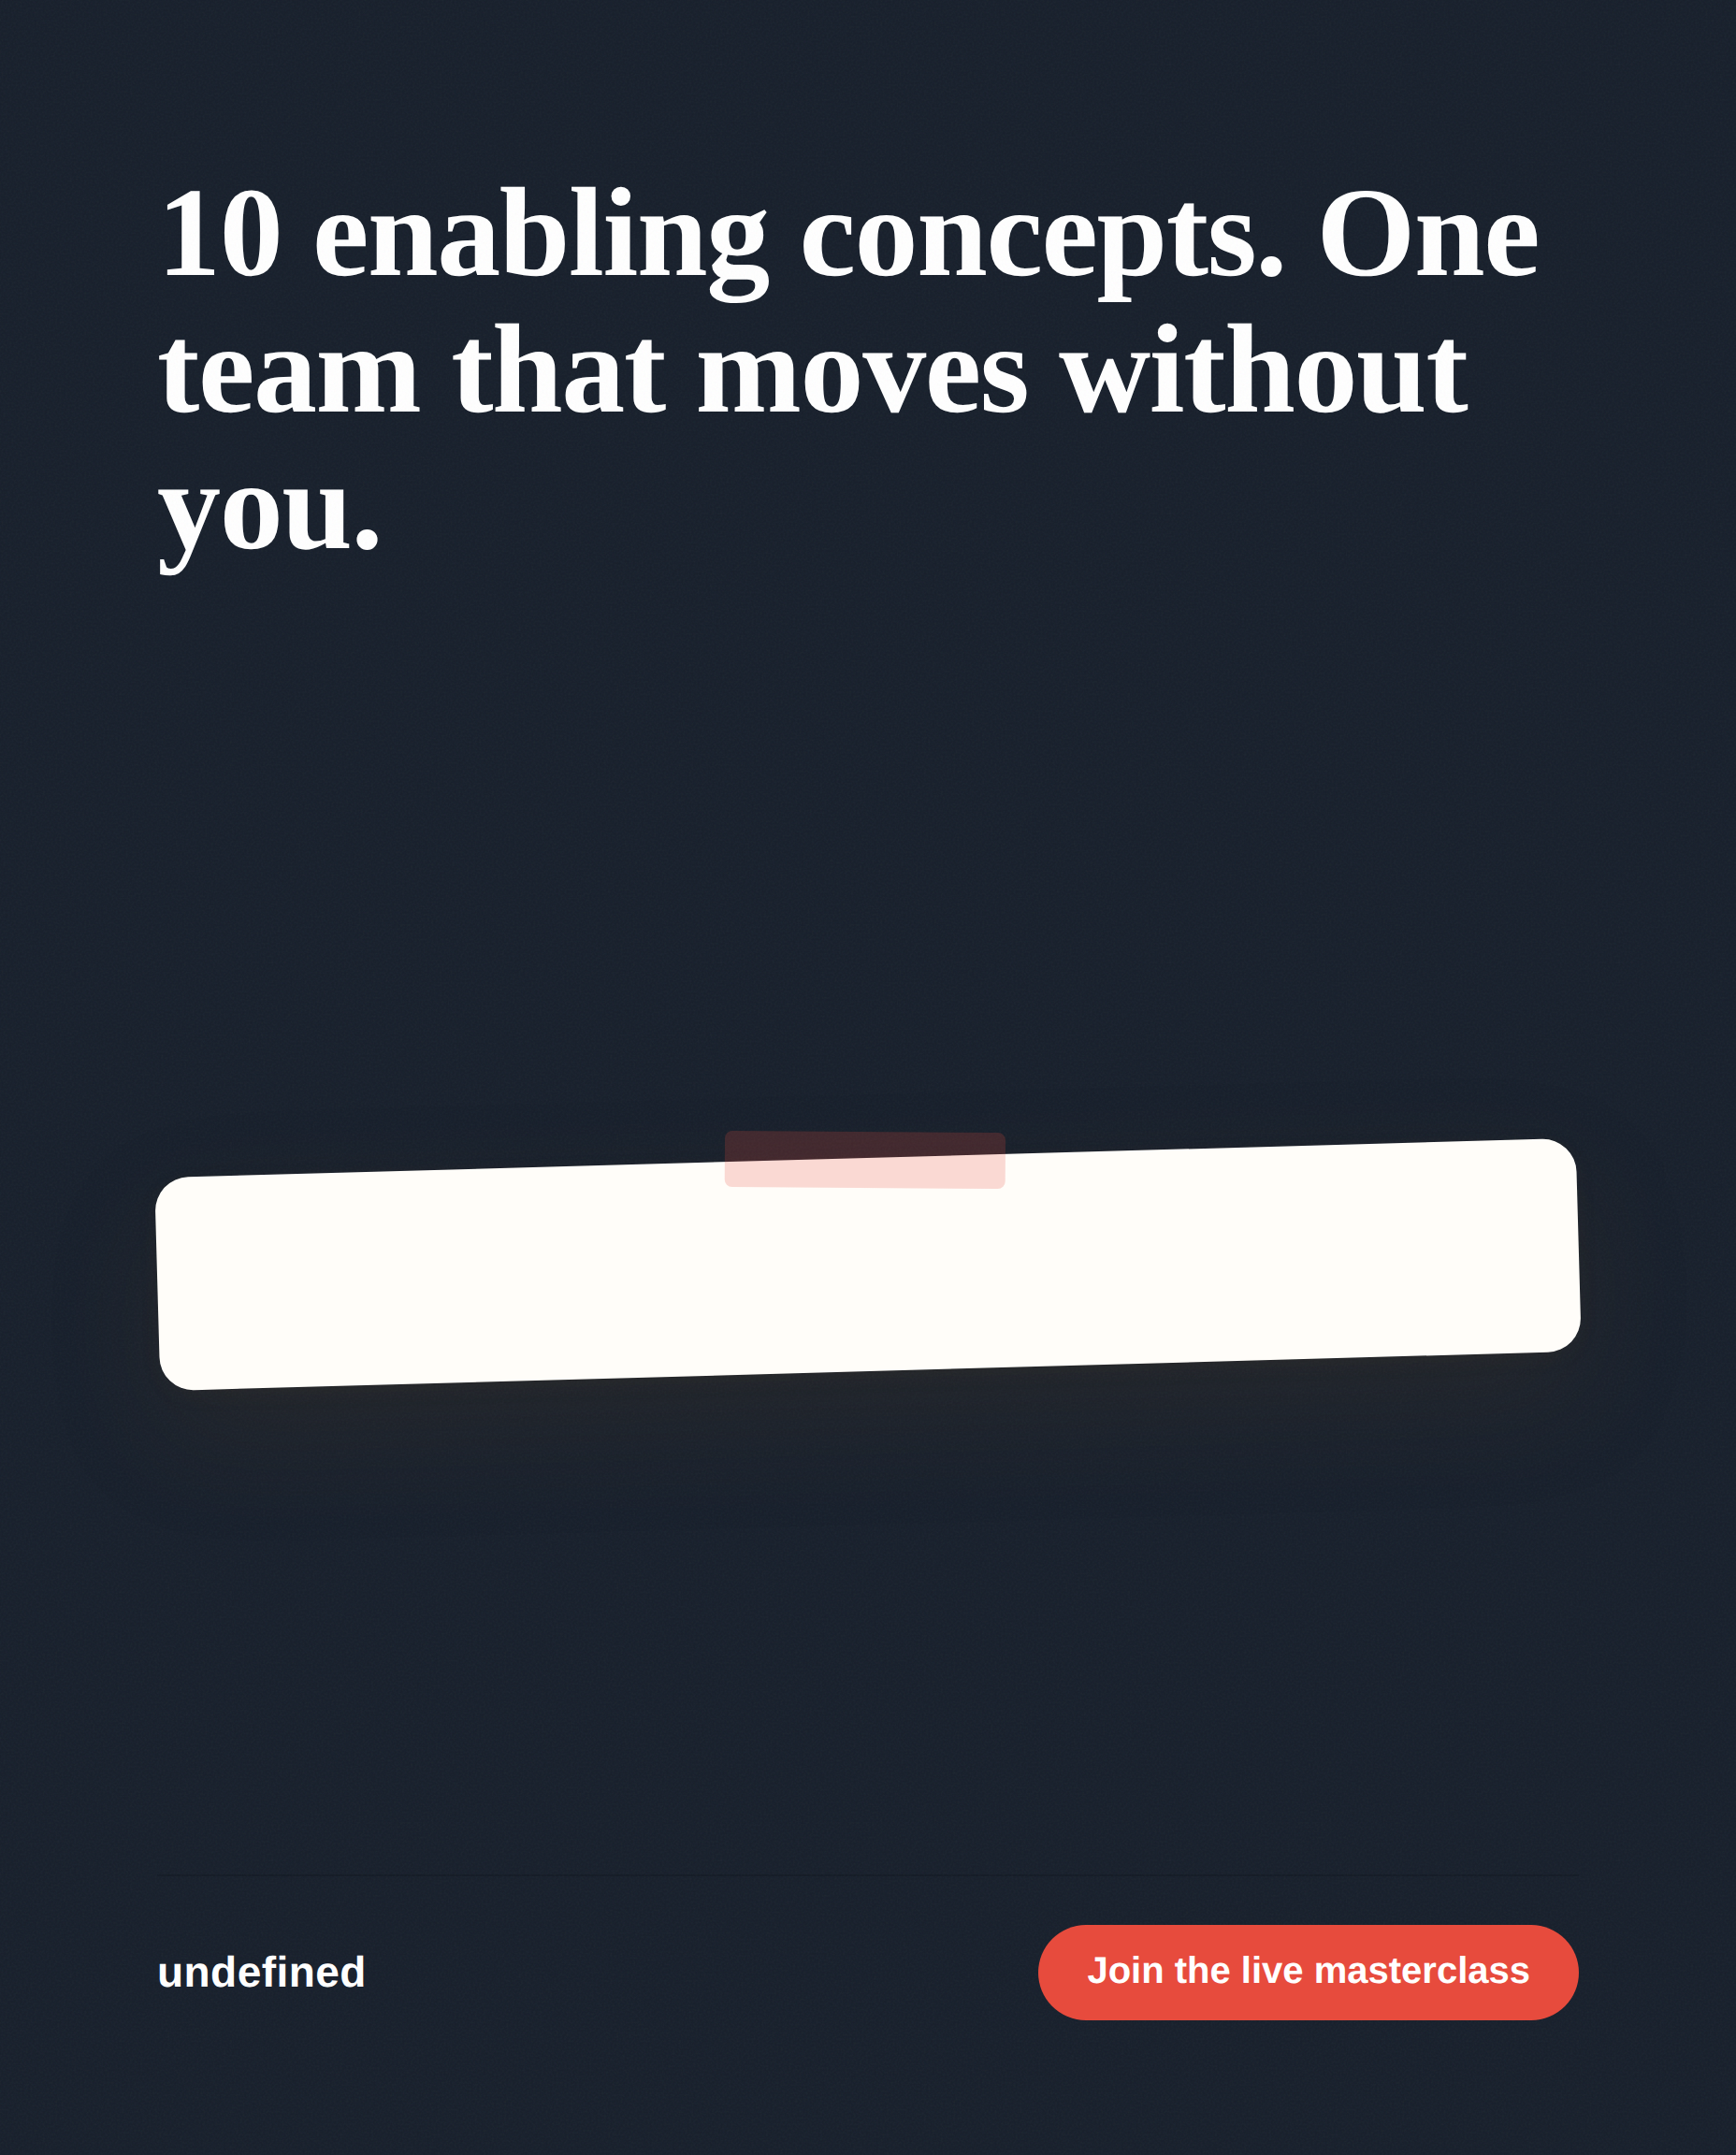 10 enabling concepts. One
team that moves without
you.
undefined
Join the live masterclass